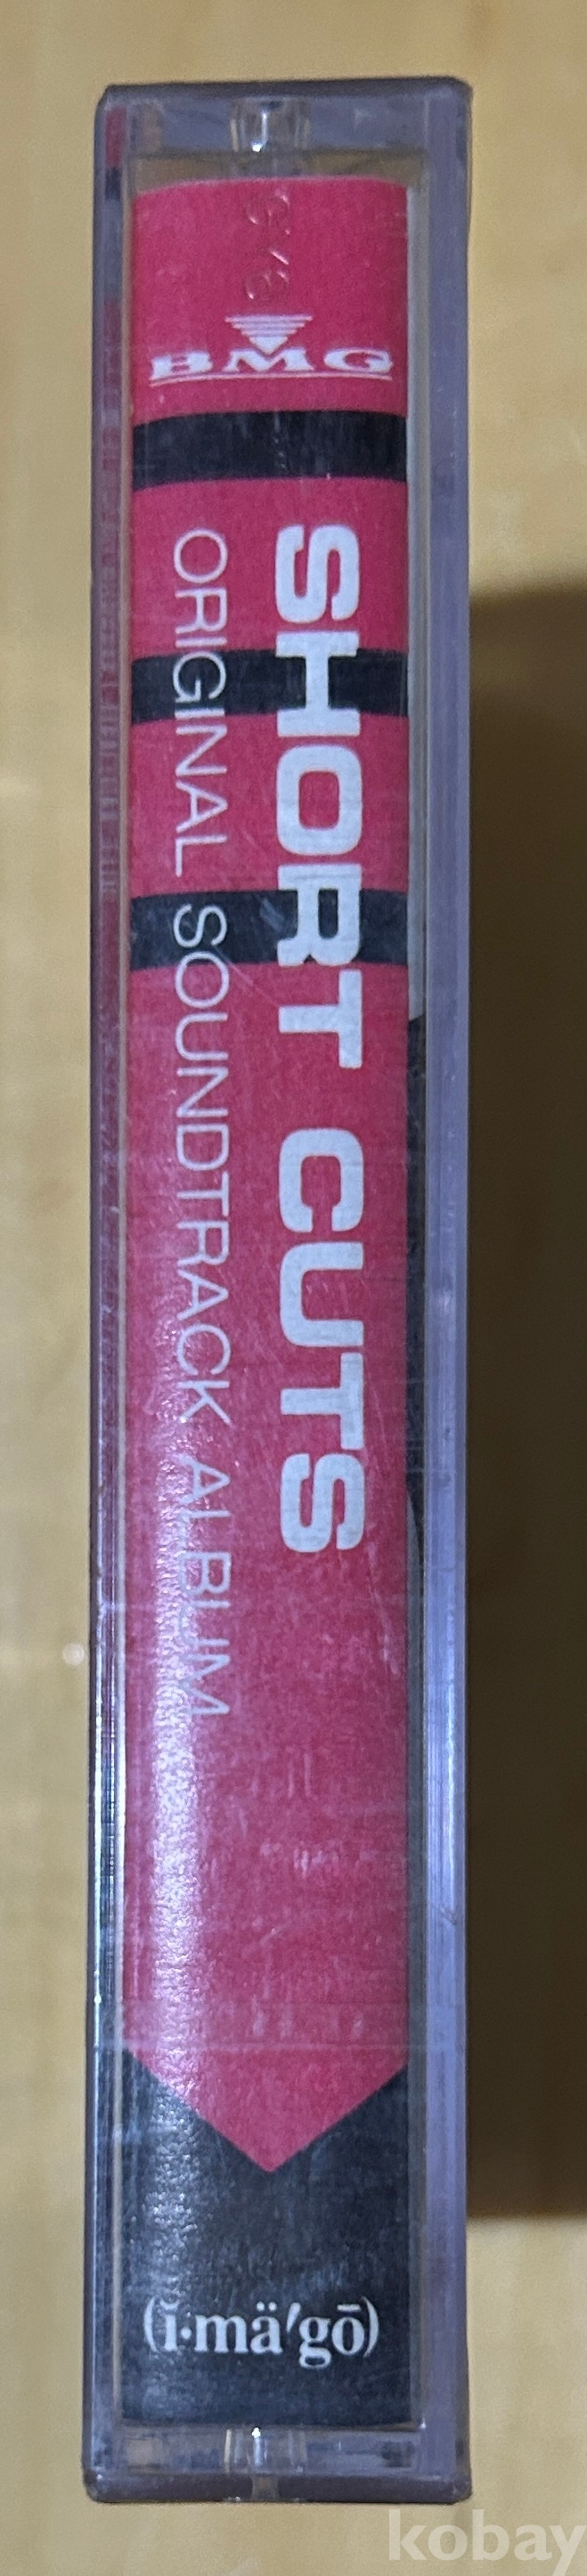 BMG
SHORT CUTS
ORIGINAL SOUNDTRACK ALBUM
(i·mä′gō)
kobay